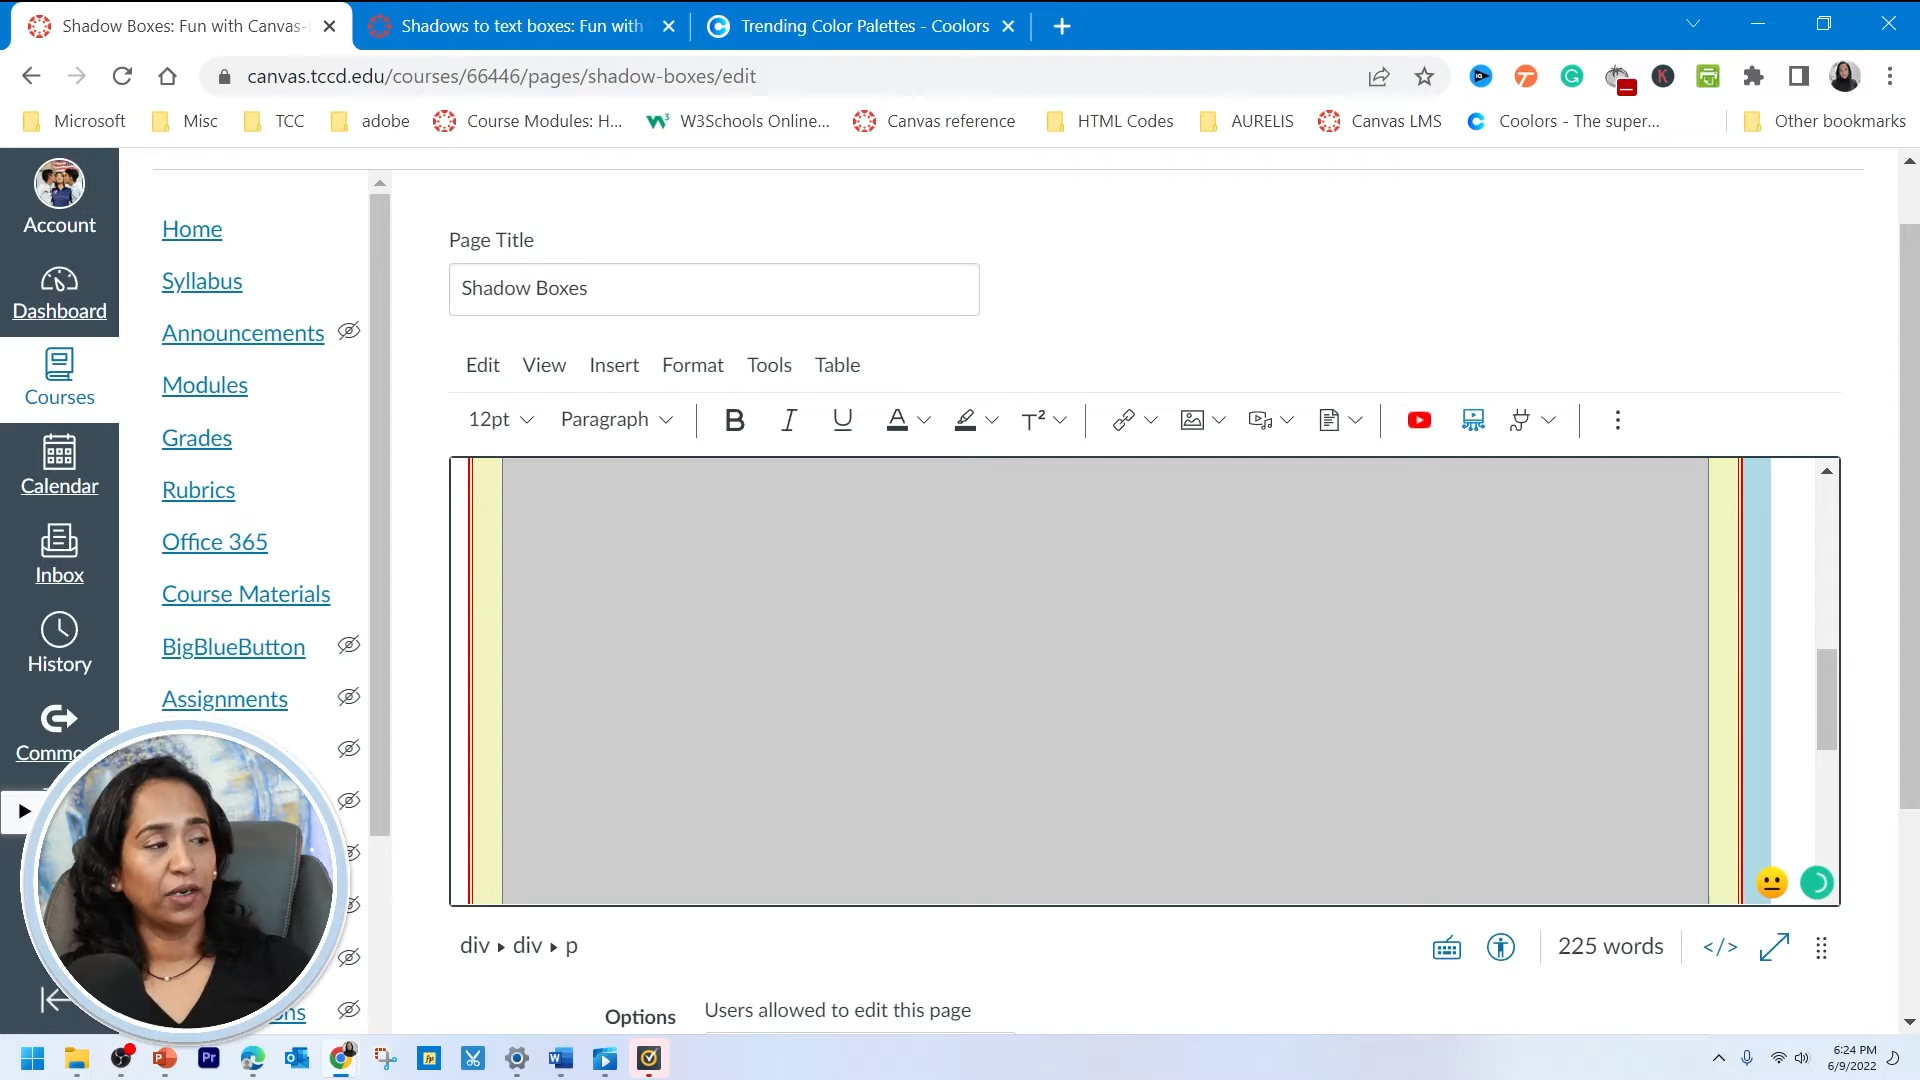 Shadow Boxes: Fun with Canvas-
Shadows to text boxes: Fun with
Trending Color Palettes - Coolors
canvas.tccd.edu/courses/66446/pages/shadow-boxes/edit
Microsoft
Misc
TCC
adobe
Course Modules: H...
W3Schools Online...
Canvas reference
HTML Codes
AURELIS
Canvas LMS
Coolors - The super...
Other bookmarks
Account
Dashboard
Courses
Calendar
Inbox
History
Home
Syllabus
Announcements
Modules
Grades
Rubrics
Office 365
Course Materials
BigBlueButton
Assignments
Page Title
Shadow Boxes
Edit View Insert Format Tools Table
12pt Paragraph
div ▸ div ▸ p
225 words
</>
Options
Users allowed to edit this page
6:24 PM
6/9/2022